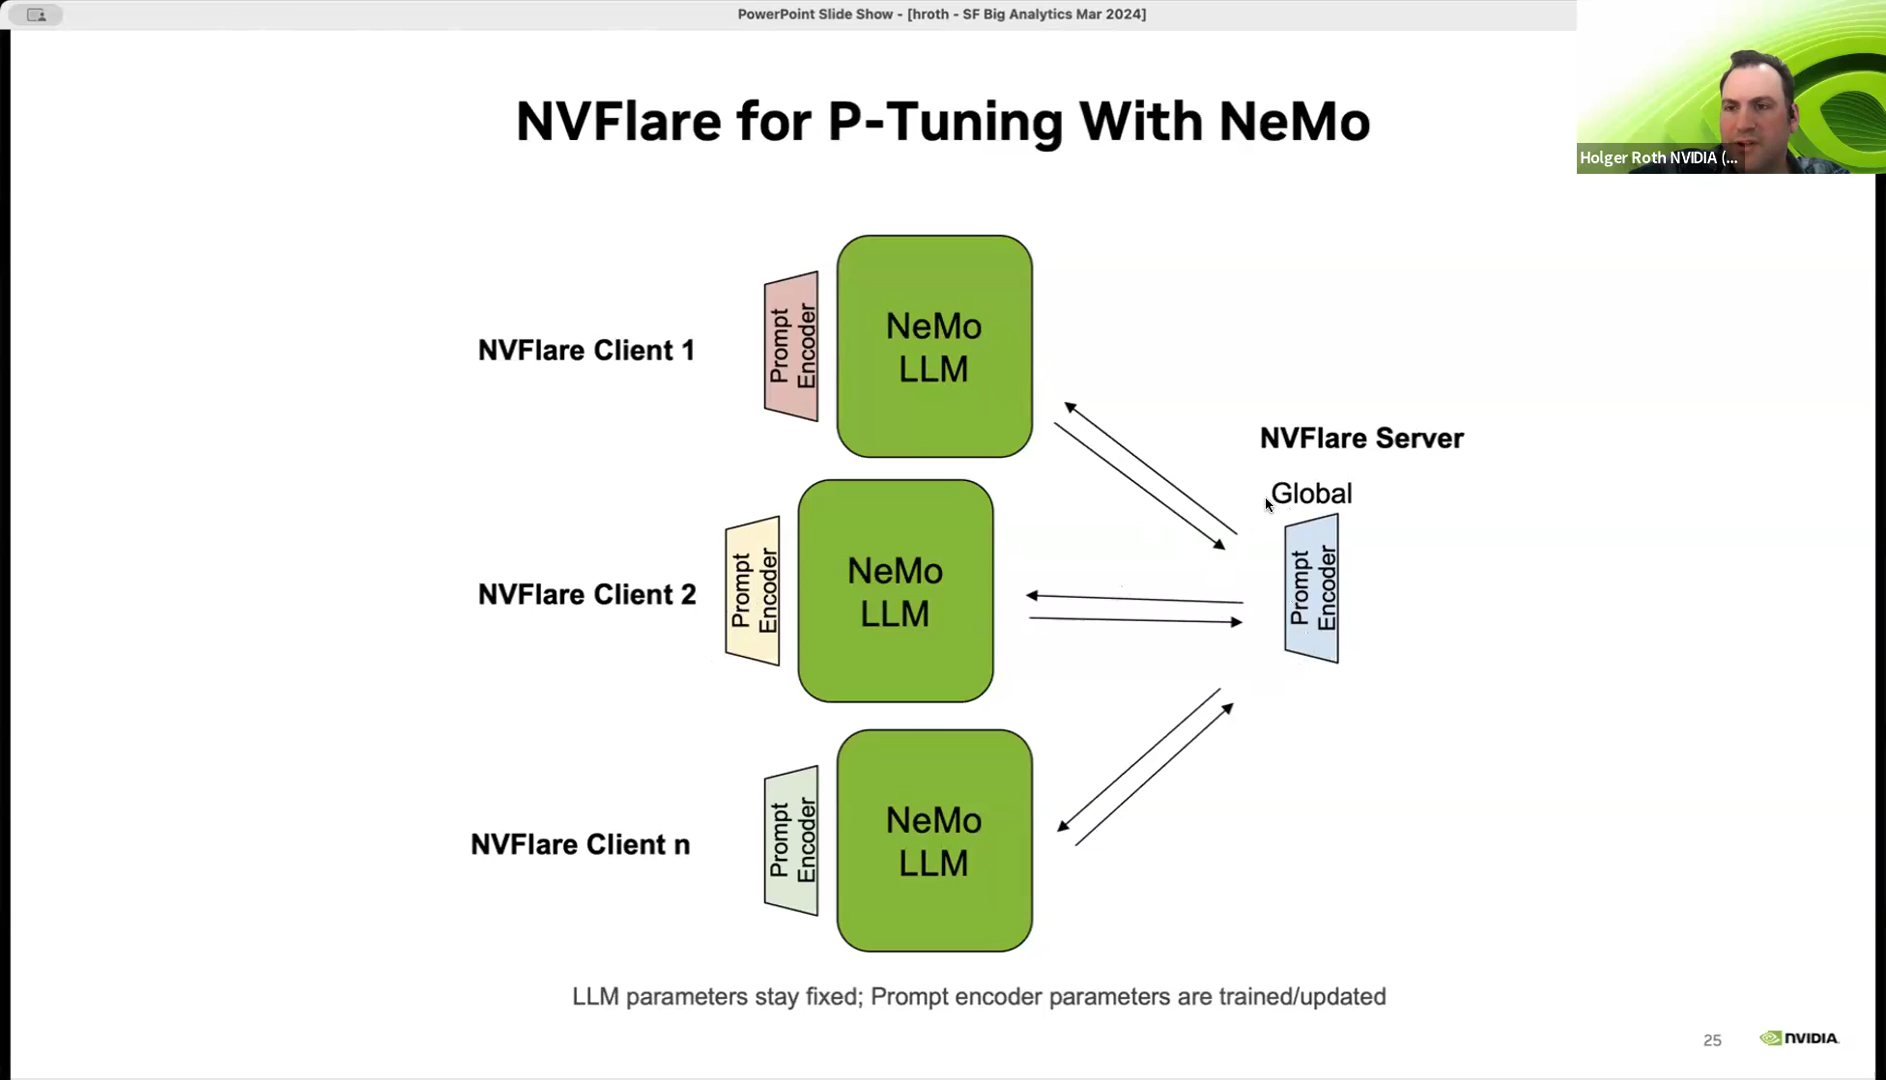 PowerPoint Slide Show - [hroth - SF Big Analytics Mar 2024]
Holger Roth NVIDIA (...
NVFlare for P-Tuning With NeMo
NVFlare Client 1
Prompt
Encoder
NeMo
LLM
NVFlare Client 2
Prompt
Encoder
NeMo
LLM
NVFlare Client n
Prompt
Encoder
NeMo
LLM
NVFlare Server
Global
Prompt
Encoder
LLM parameters stay fixed; Prompt encoder parameters are trained/updated
25
NVIDIA.